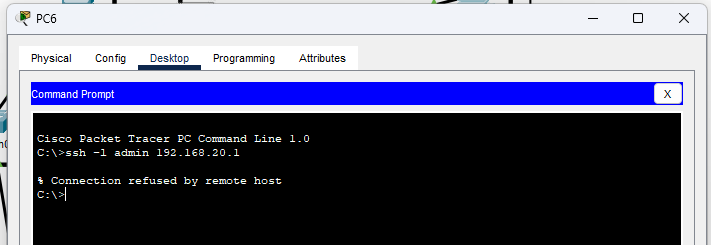 PC6
Physical Config Desktop Programming Attributes
Command Prompt X
Cisco Packet Tracer PC Command Line 1.0
C:\>ssh -l admin 192.168.20.1
% Connection refused by remote host
C:\>